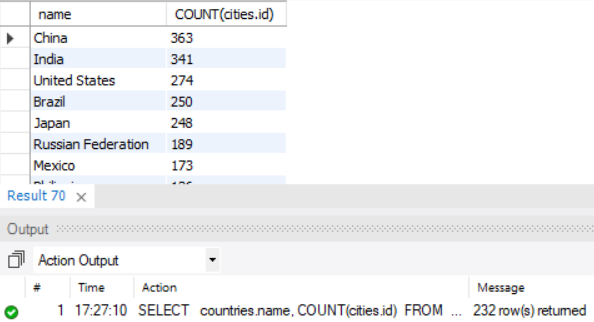 name COUNT(cities.id)
China 363
India 341
United States 274
Brazil 250
Japan 248
Russian Federation 189
Mexico 173
Result 70 ×
Output
Action Output
# Time Action Message
1 17:27:10 SELECT countries.name, COUNT(cities.id) FROM ... 232 row(s) returned